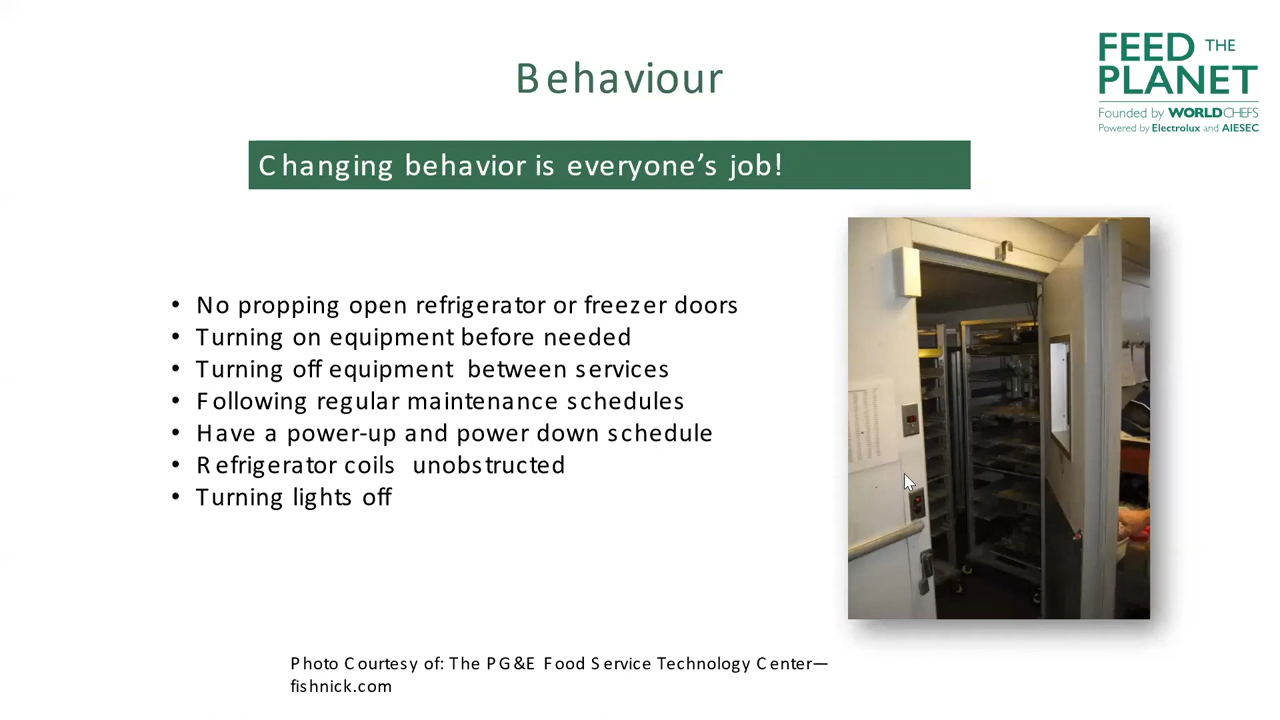 Behaviour
FEED THE
PLANET
Founded by WORLDCHEFS
Powered by Electrolux and AIESEC
Changing behavior is everyone’s job!
• No propping open refrigerator or freezer doors
• Turning on equipment before needed
• Turning off equipment between services
• Following regular maintenance schedules
• Have a power-up and power down schedule
• Refrigerator coils unobstructed
• Turning lights off
Photo Courtesy of: The PG&E Food Service Technology Center—
fishnick.com